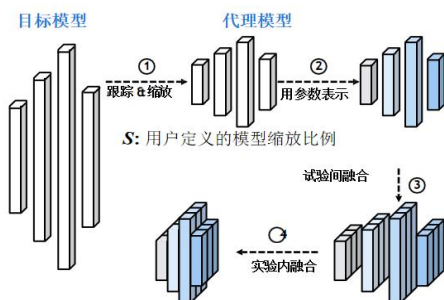 目标模型
代理模型
①
跟踪 &缩放
②
用参数表示
S: 用户定义的模型缩放比例
试验间融合
③
4
实验内融合